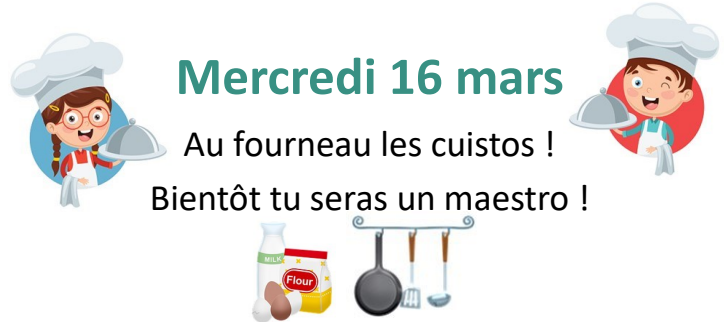 Mercredi 16 mars
Au fourneau les cuistos !
Bientôt tu seras un maestro !
MILK
Flour